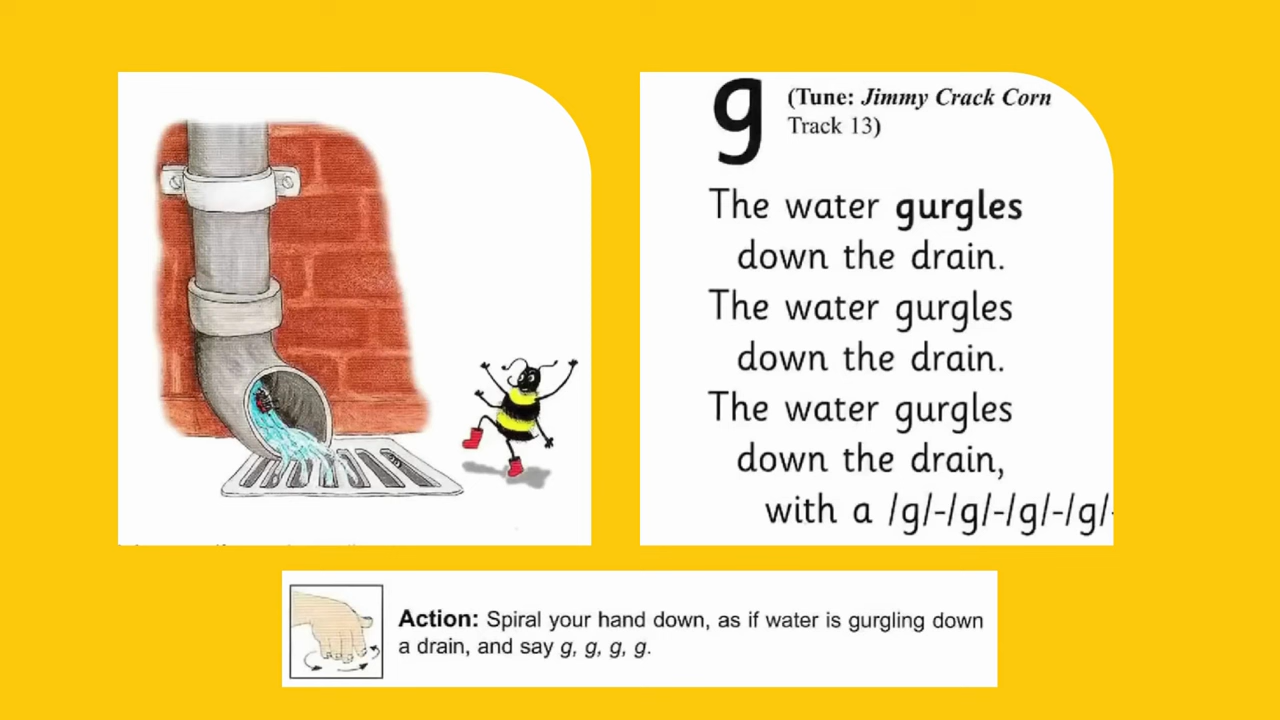 g
(Tune: Jimmy Crack Corn
Track 13)
The water gurgles
down the drain.
The water gurgles
down the drain.
The water gurgles
down the drain,
with a /g/-/g/-/g/-/g/-
Action: Spiral your hand down, as if water is gurgling down
a drain, and say g, g, g, g.